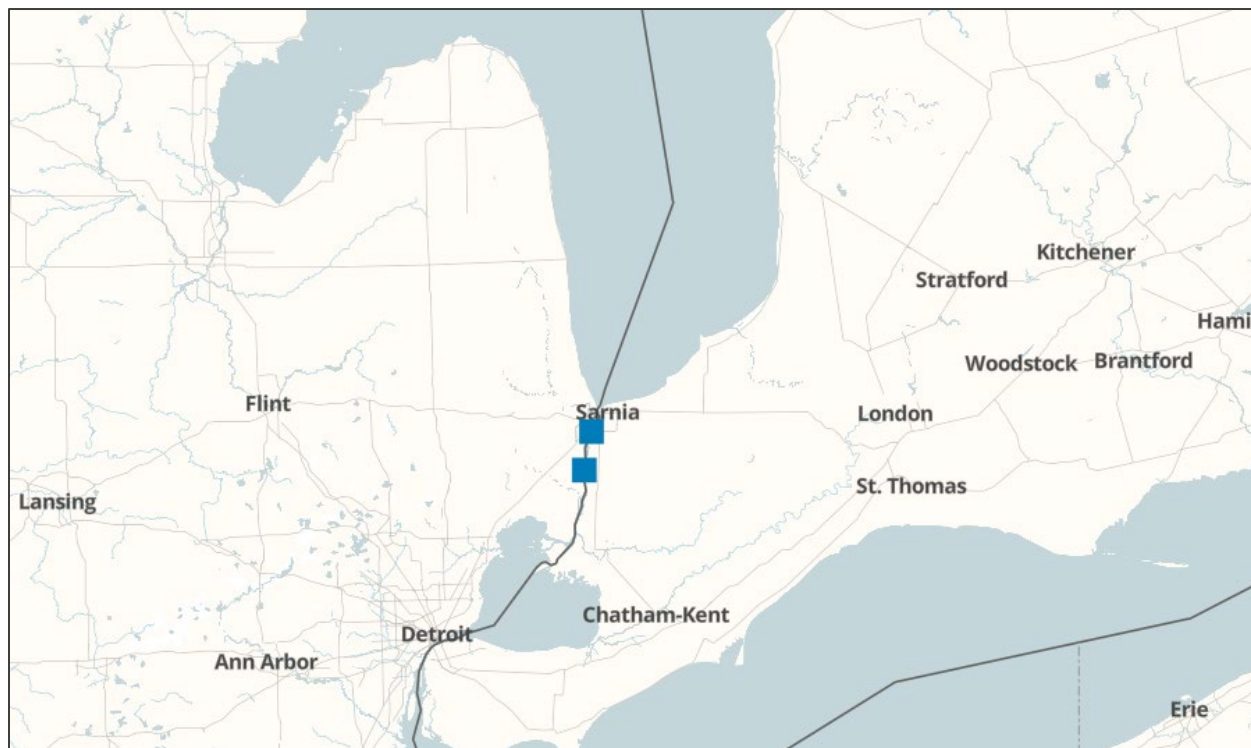 Kitchener
Stratford
Hami
Woodstock
Brantford
Flint
Sarnia
London
Lansing
St. Thomas
Chatham-Kent
Detroit
Ann Arbor
Erie